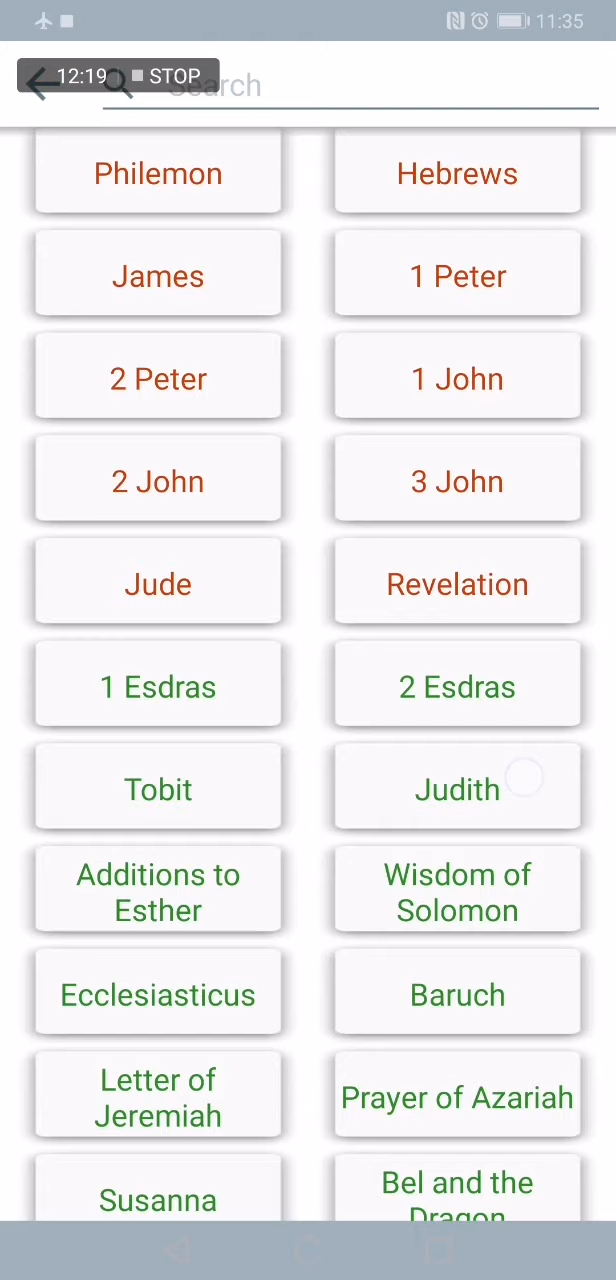 11:35
12:19 STOP
Search
Philemon
Hebrews
James
1 Peter
2 Peter
1 John
2 John
3 John
Jude
Revelation
1 Esdras
2 Esdras
Tobit
Judith
Additions to
Esther
Wisdom of
Solomon
Ecclesiasticus
Baruch
Letter of
Jeremiah
Prayer of Azariah
Susanna
Bel and the
Dragon